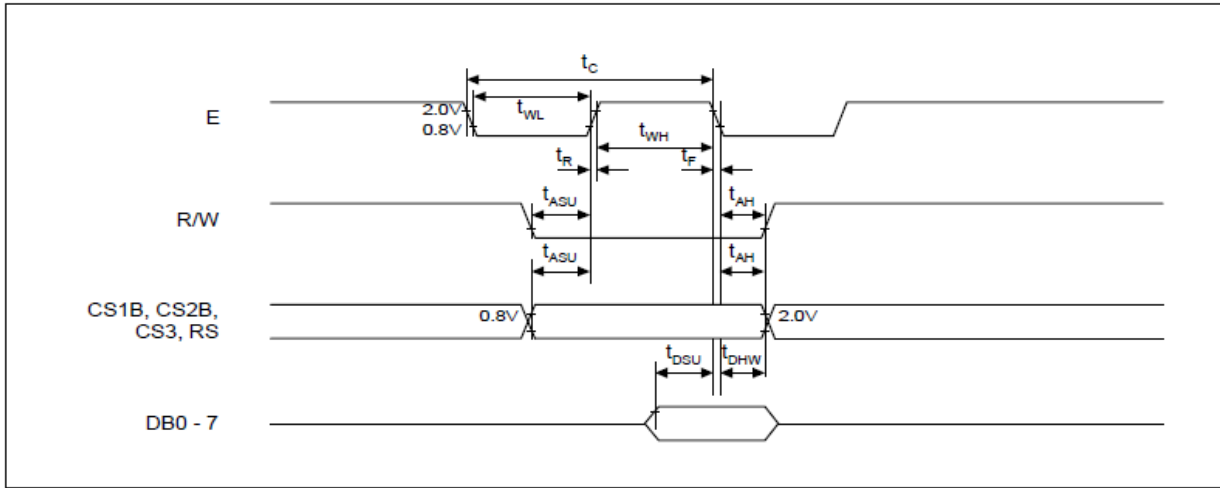 tC
2.0V
tWL
E
0.8V
tWH
tR
tF
tASU
tAH
R/W
tASU
tAH
CS1B, CS2B,
CS3, RS
0.8V
2.0V
tDSU
tDHW
DB0 - 7